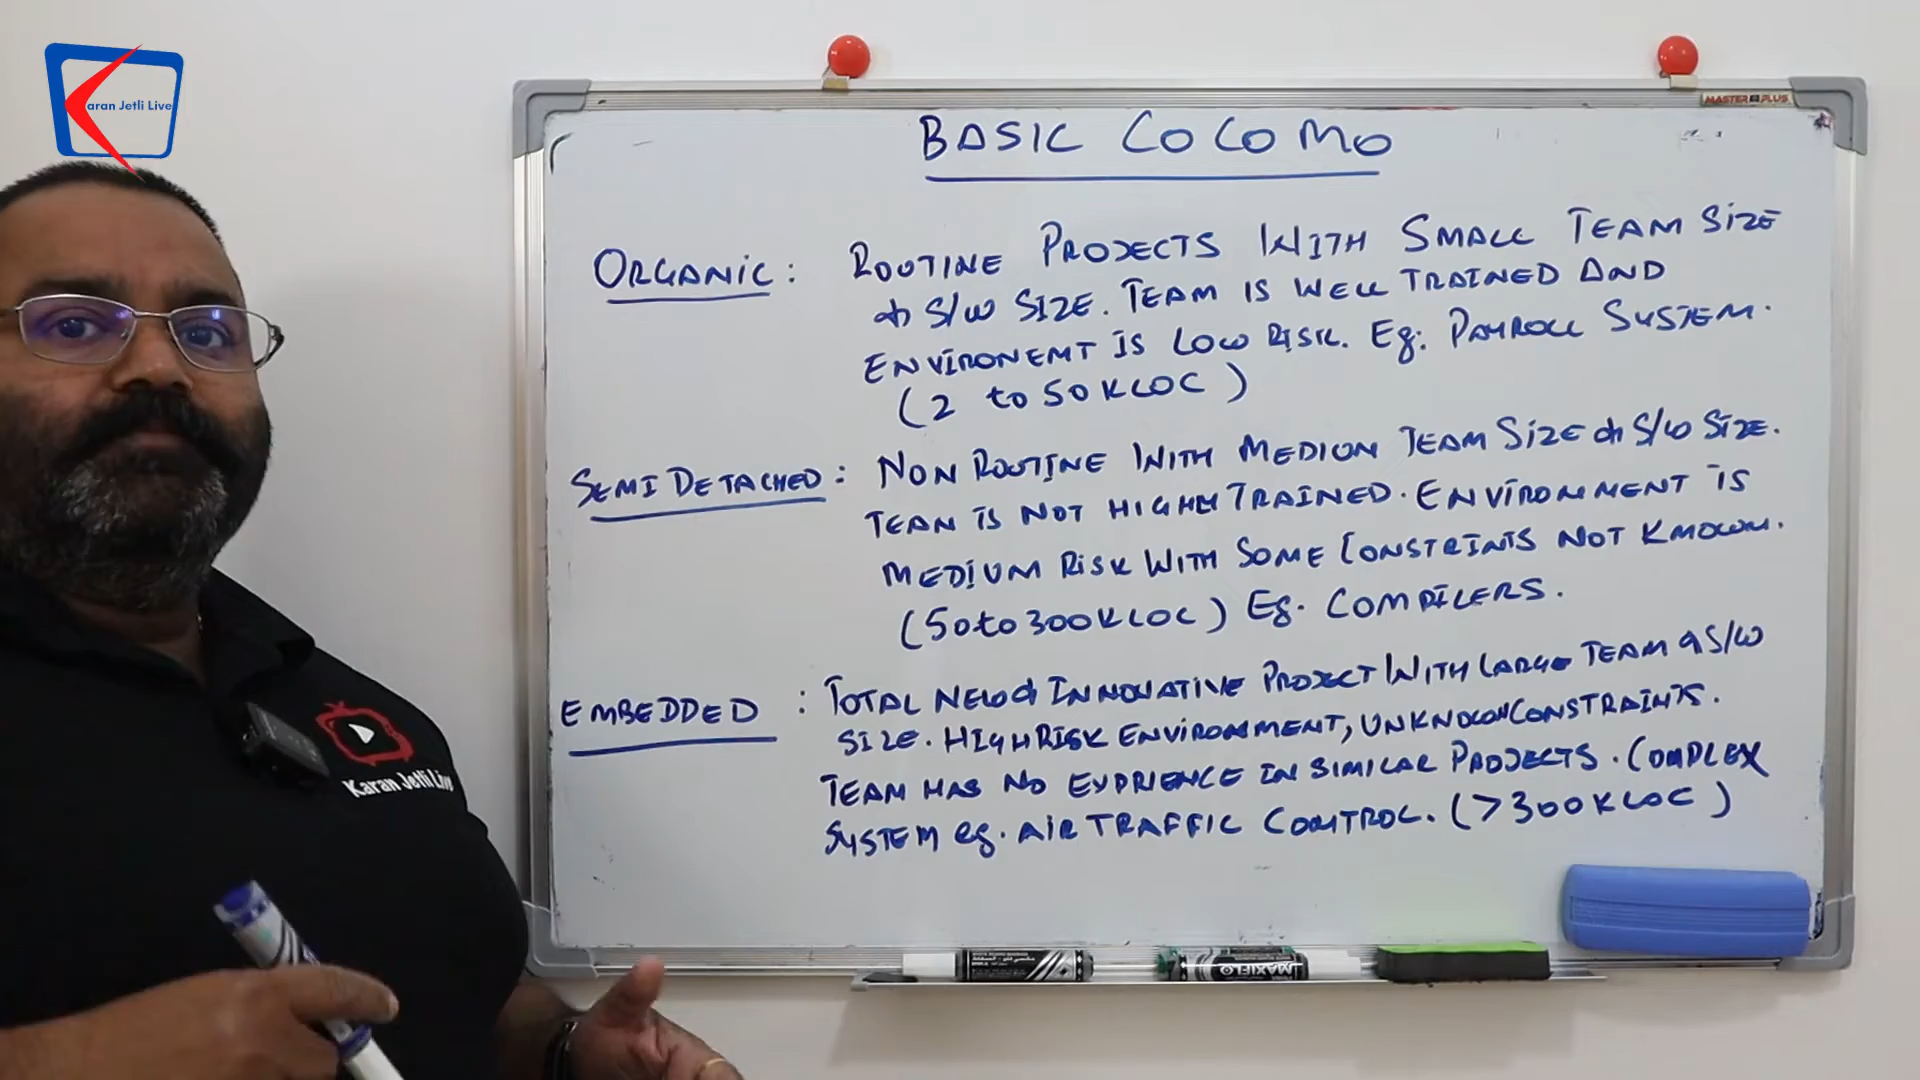 Karan Jetli Live
MASTER PLUS
BASIC COCOMO
ORGANIC : ROUTINE PROJECTS WITH SMALL TEAM SIZE
& S/W SIZE. TEAM IS WELL TRAINED AND
ENVIRONEMT IS LOW RISK. Eg: PAYROLL SYSTEM.
(2 to 50 KLOC)
SEMI DETACHED : NON ROUTINE WITH MEDIUM TEAM SIZE & S/W SIZE.
TEAM IS NOT HIGHLY TRAINED. ENVIRONMENT IS
MEDIUM RISK WITH SOME CONSTRINTS NOT KNOWN.
(50 to 300 KLOC) Eg. COMPILERS.
EMBEDDED : TOTAL NEW & INNOVATIVE PROJECT WITH LARGE TEAM & S/W
SIZE. HIGH RISK ENVIRONMENT, UNKNOWN CONSTRAINTS.
TEAM HAS NO EXPRIENCE IN SIMILAR PROJECTS. COMPLEX
SYSTEM eg. AIR TRAFFIC CONTROL. (>300 KLOC)
Karan Jetli Live
MAXIFLO